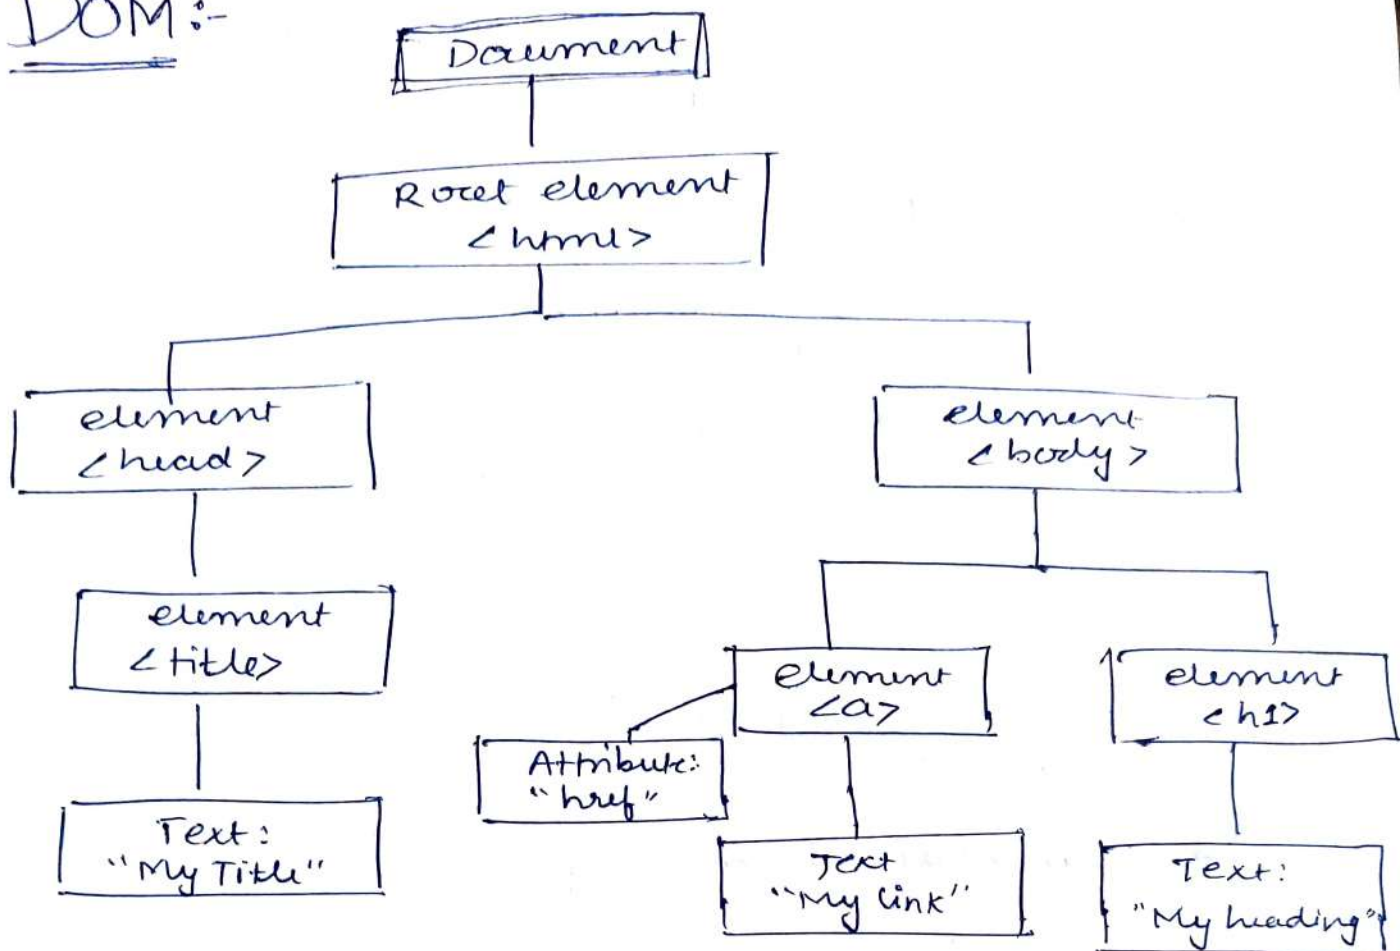 DOM:-
Document
Root element
<html>
element
<head>
element
<body>
element
<title>
element
<a>
element
<h1>
Attribute:
"href"
Text:
"My Title"
Text
"My link"
Text:
"My heading"